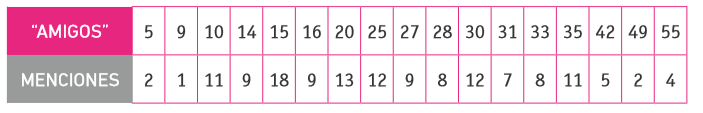 “AMIGOS” 5 9 10 14 15 16 20 25 27 28 30 31 33 35 42 49 55
MENCIONES 2 1 11 9 18 9 13 12 9 8 12 7 8 11 5 2 4